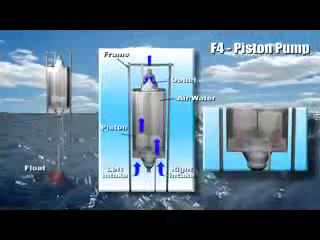 F4 - Piston Pump
Frame
Outlet
Air/Water
Piston
Float
Left
Intake
Right
Intake